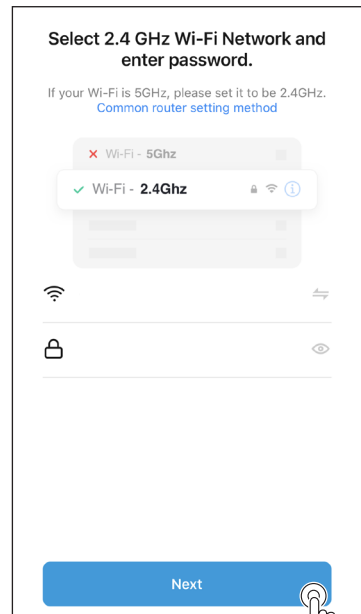 Select 2.4 GHz Wi-Fi Network and
enter password.
If your Wi-Fi is 5GHz, please set it to be 2.4GHz.
Common router setting method
Wi-Fi - 5Ghz
Wi-Fi - 2.4Ghz
Next